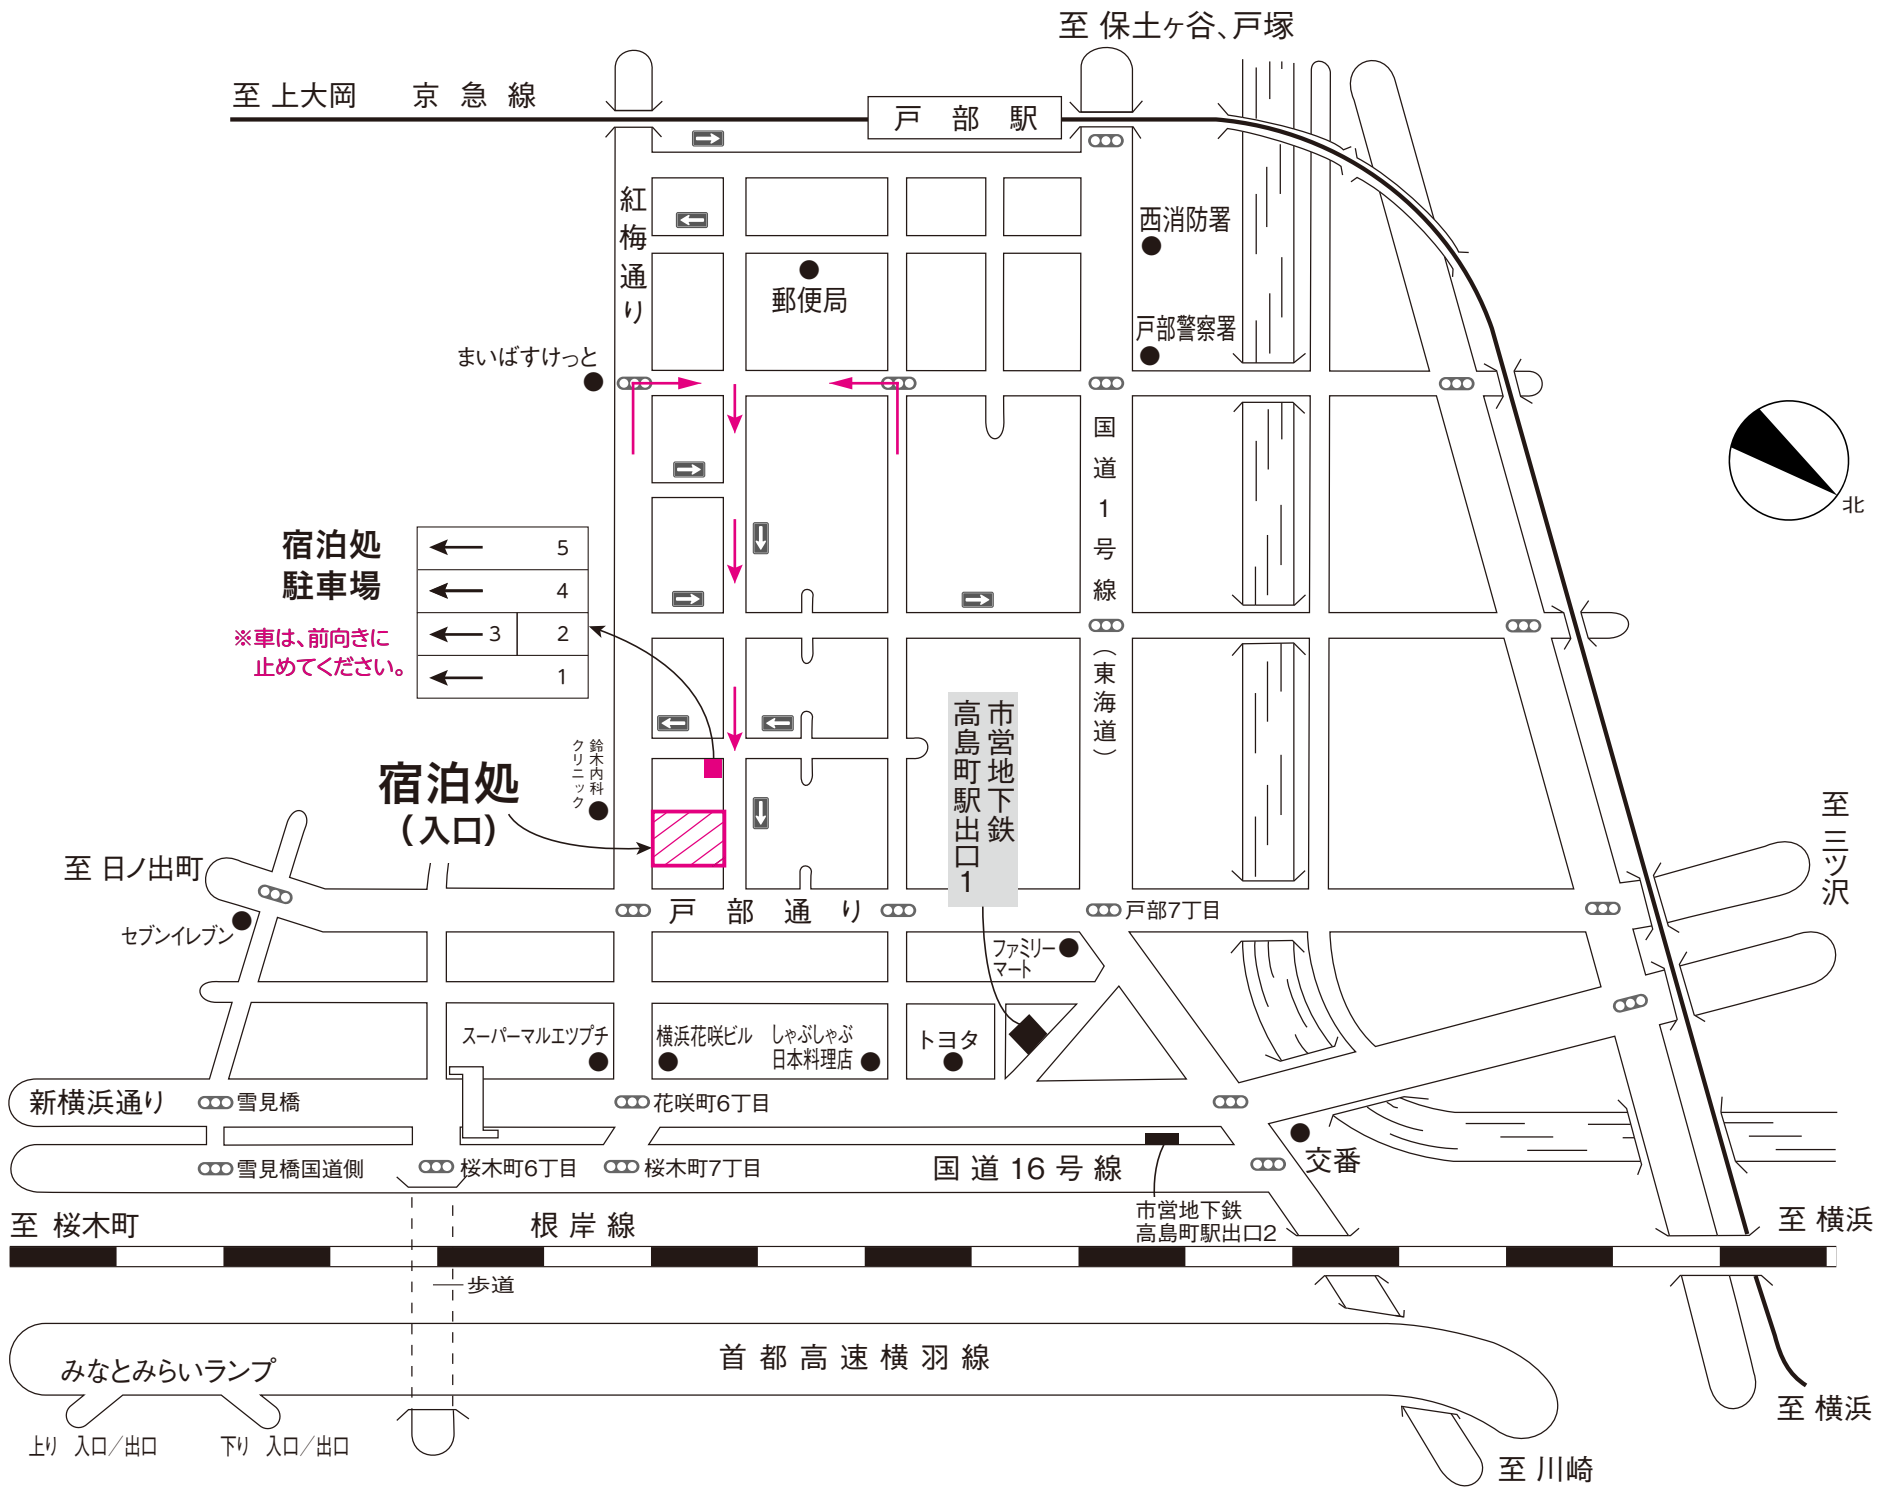 至 保土ヶ谷、戸塚
至 上大岡
京急線
戸部駅
紅梅通り
西消防署
郵便局
戸部警察署
まいばすけっと
国道1号線（東海道）
北
宿泊処
駐車場
5
4
3
2
1
※車は、前向きに
止めてください。
市営地下鉄
高島町駅出口1
鈴木内科
クリニック
宿泊処
(入口)
至 三ツ沢
至 日ノ出町
セブンイレブン
戸部通り
戸部7丁目
ファミリー
マート
スーパーマルエツプチ
横浜花咲ビル
しゃぶしゃぶ
日本料理店
トヨタ
新横浜通り
雪見橋
花咲町6丁目
交番
雪見橋国道側
桜木町6丁目
桜木町7丁目
国道16号線
市営地下鉄
高島町駅出口2
至 桜木町
根岸線
至 横浜
歩道
首都高速横羽線
みなとみらいランプ
至 横浜
上り 入口／出口
下り 入口／出口
至 川崎